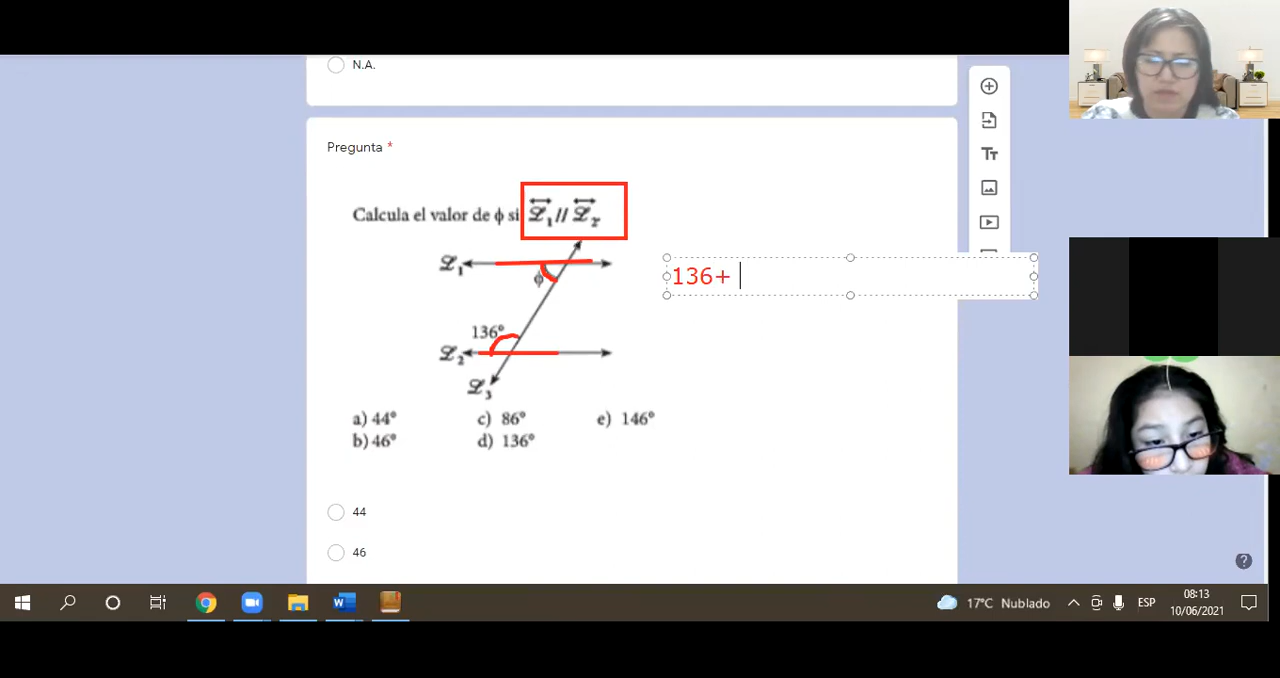 N.A.
Pregunta *
Calcula el valor de ϕ si ℒ₁ // ℒ₂
136+
ℒ₁
ϕ
136°
ℒ₂
ℒ₃
a) 44° c) 86° e) 146°
b) 46° d) 136°
44
46
17°C Nublado
ESP
08:13
10/06/2021